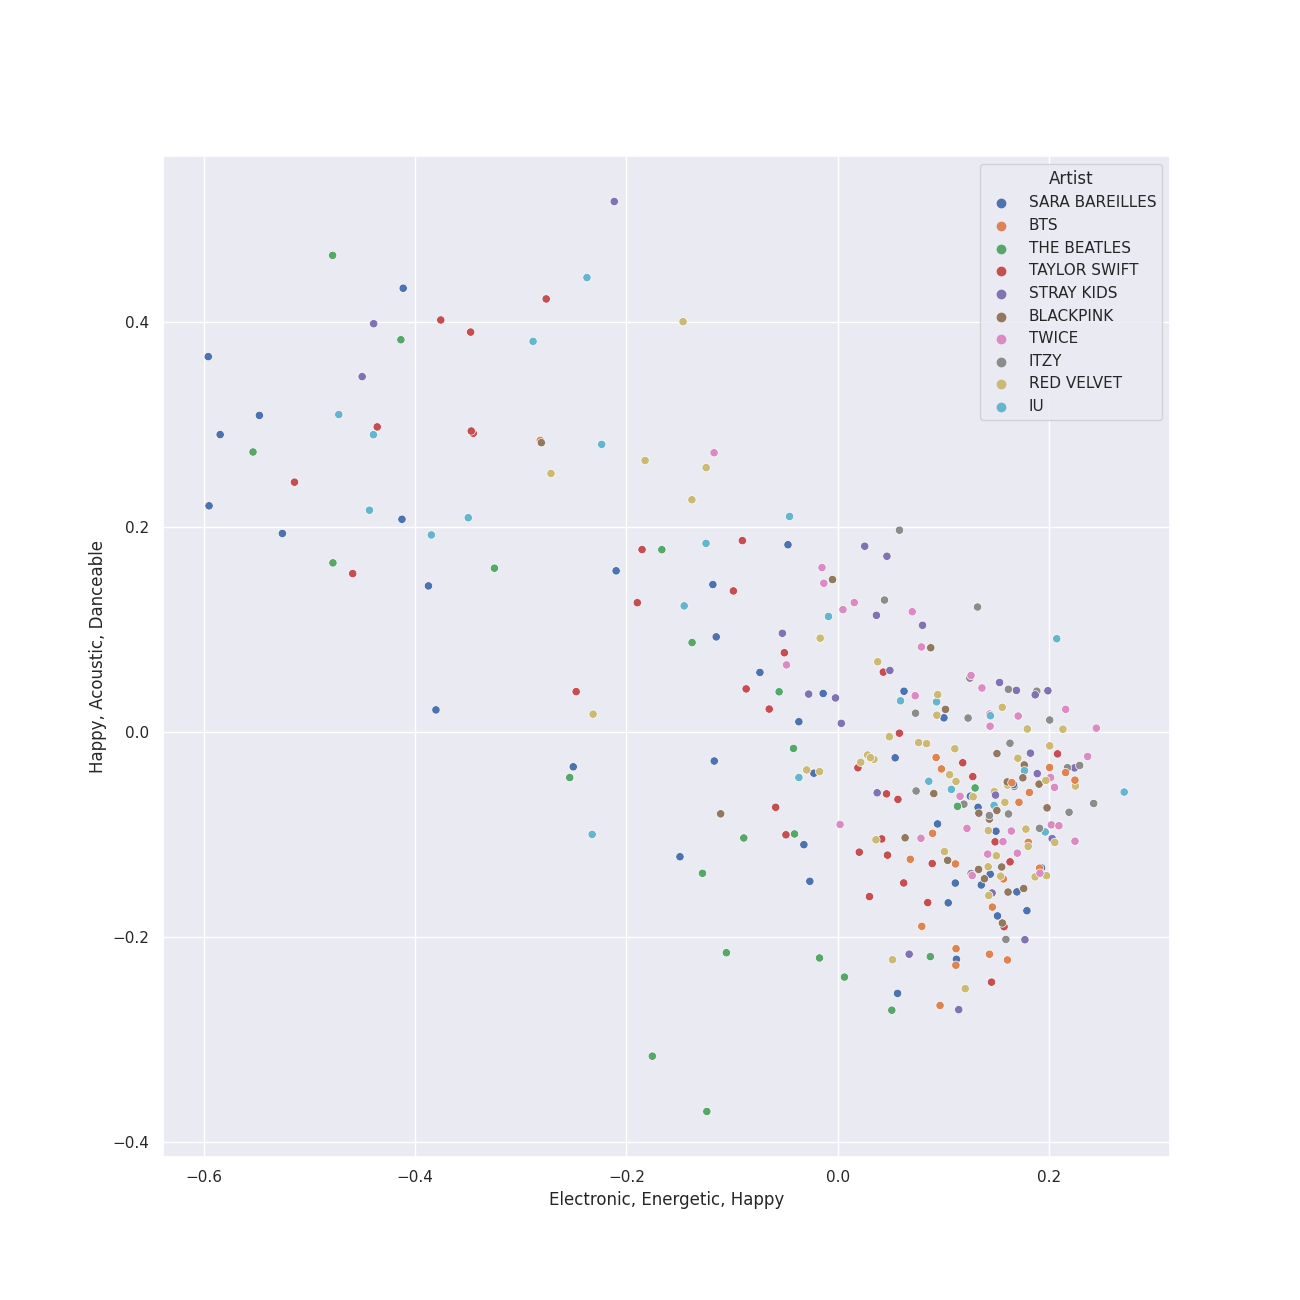 Artist
SARA BAREILLES
BTS
THE BEATLES
TAYLOR SWIFT
STRAY KIDS
BLACKPINK
TWICE
ITZY
RED VELVET
IU
0.4
0.2
0.0
−0.2
−0.4
Happy, Acoustic, Danceable
−0.6
−0.4
−0.2
0.0
0.2
Electronic, Energetic, Happy